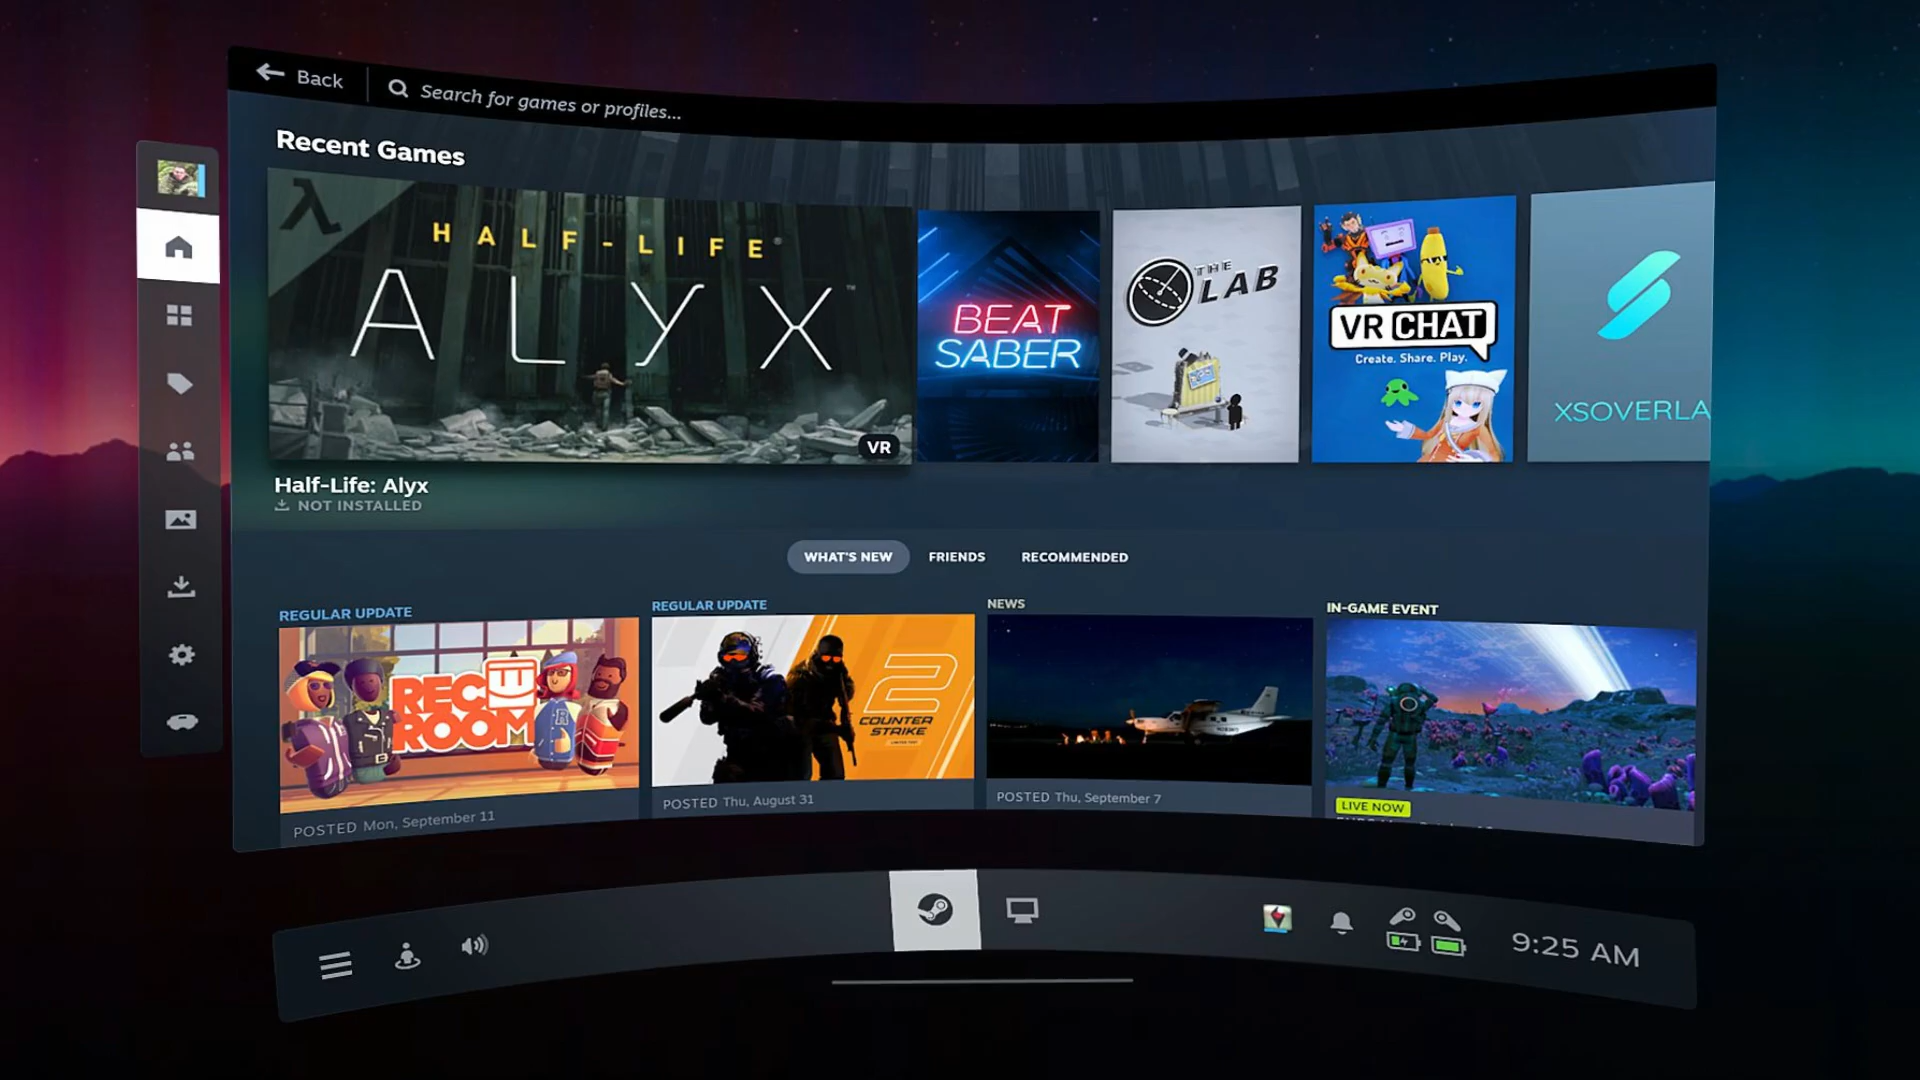 Back
Search for games or profiles...
Recent Games
HALF-LIFE
ALYX™
VR
BEAT
SABER
THE
LAB
VRCHAT
Create. Share. Play.
XSOVERLA
Half-Life: Alyx
NOT INSTALLED
WHAT'S NEW
FRIENDS
RECOMMENDED
REGULAR UPDATE
REGULAR UPDATE
NEWS
IN-GAME EVENT
REC
ROOM
R
2
COUNTER
STRIKE
POSTED Mon, September 11
POSTED Thu, August 31
POSTED Thu, September 7
LIVE NOW
9:25 AM